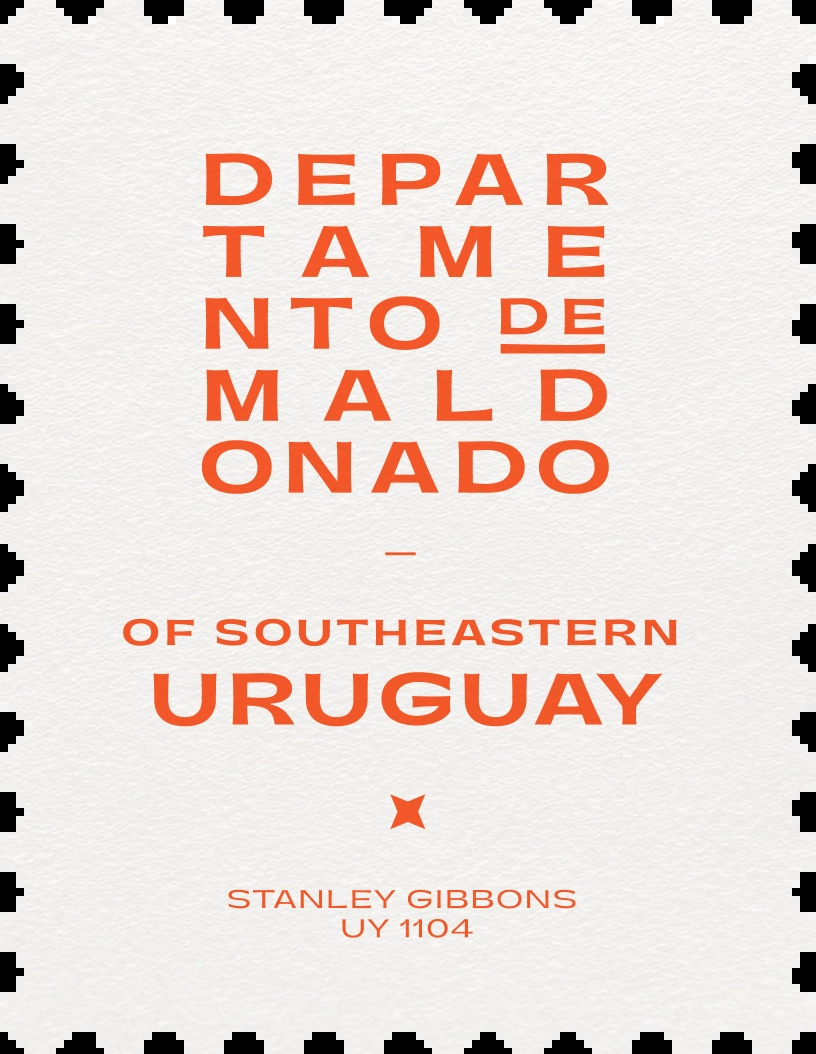 DEPAR
TAME
NTO DE
MALD
ONADO
—
OF SOUTHEASTERN
URUGUAY
STANLEY GIBBONS
UY 1104